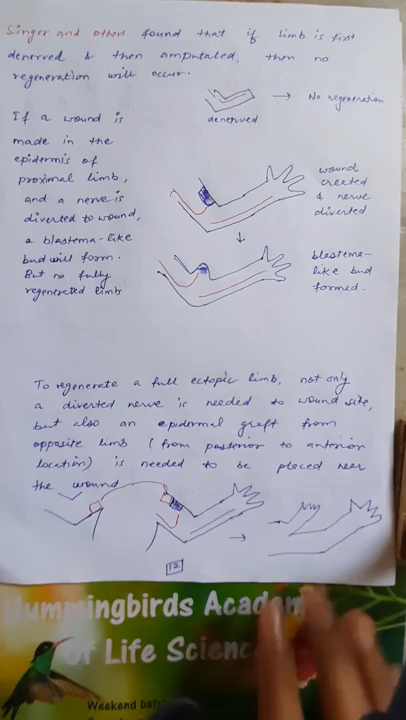 Singer and others found that if limb is first
denerved & then amputated, then no
regeneration will occur.
→ No regeneration
denerved
If a wound is
made in the
epidermis of
proximal limb,
and a nerve is
diverted to wound,
a blastema-like
bud will form.
But no fully
regenerated limb
wound
created
& nerve
diverted
blastema-
like bud
formed.
To regenerate a full ectopic limb, not only
a diverted nerve is needed to wound site,
but also an epidermal graft from
opposite limb (from posterior to anterior
location) is needed to be placed near
the wound
12
Hummingbirds Academ
Of Life Science
Weekend batch